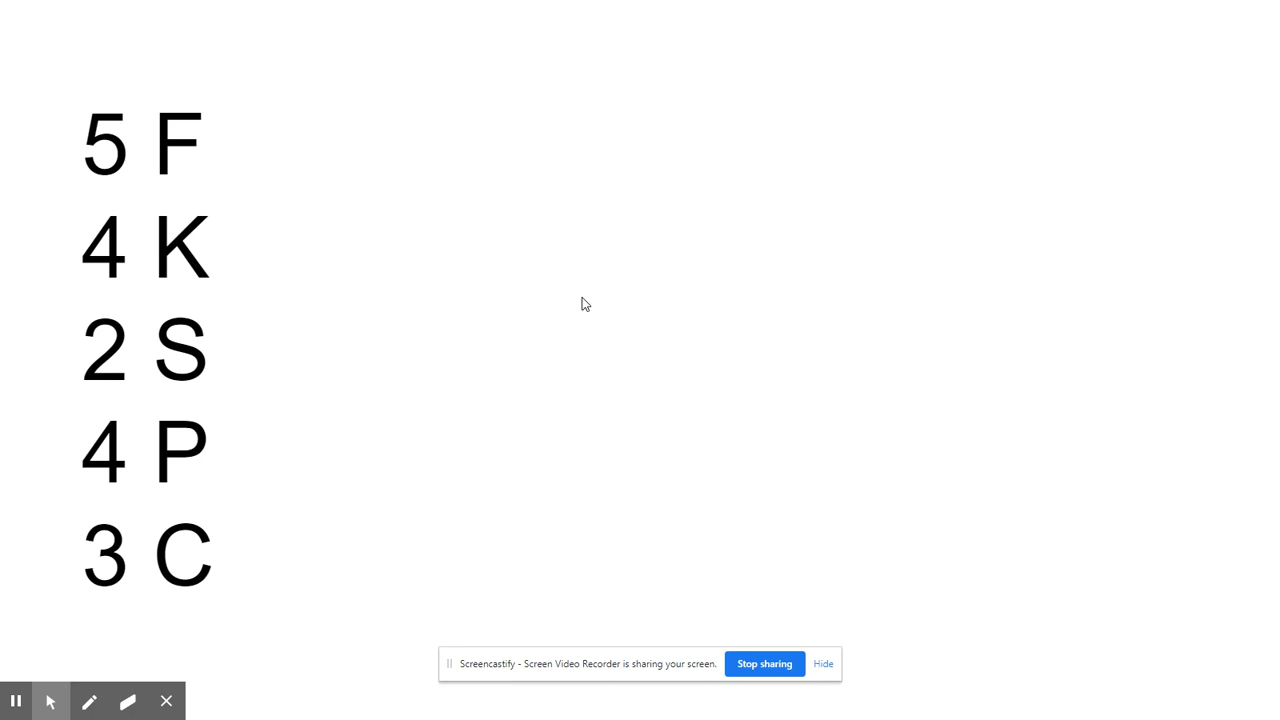 5 F
4 K
2 S
4 P
3 C
Screencastify - Screen Video Recorder is sharing your screen. Stop sharing Hide